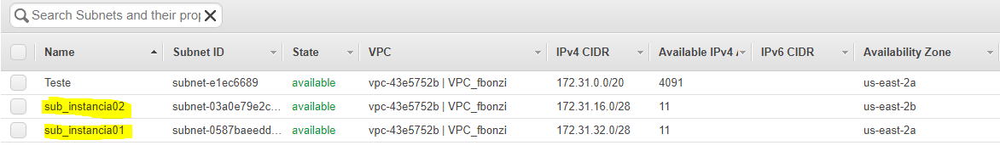 Search Subnets and their prop
Name Subnet ID State VPC IPv4 CIDR Available IPv4 IPv6 CIDR Availability Zone
Teste subnet-e1ec6689 available vpc-43e5752b | VPC_fbonzi 172.31.0.0/20 4091 us-east-2a
sub_instancia02 subnet-03a0e79e2c... available vpc-43e5752b | VPC_fbonzi 172.31.16.0/28 11 us-east-2b
sub_instancia01 subnet-0587baeedd... available vpc-43e5752b | VPC_fbonzi 172.31.32.0/28 11 us-east-2a